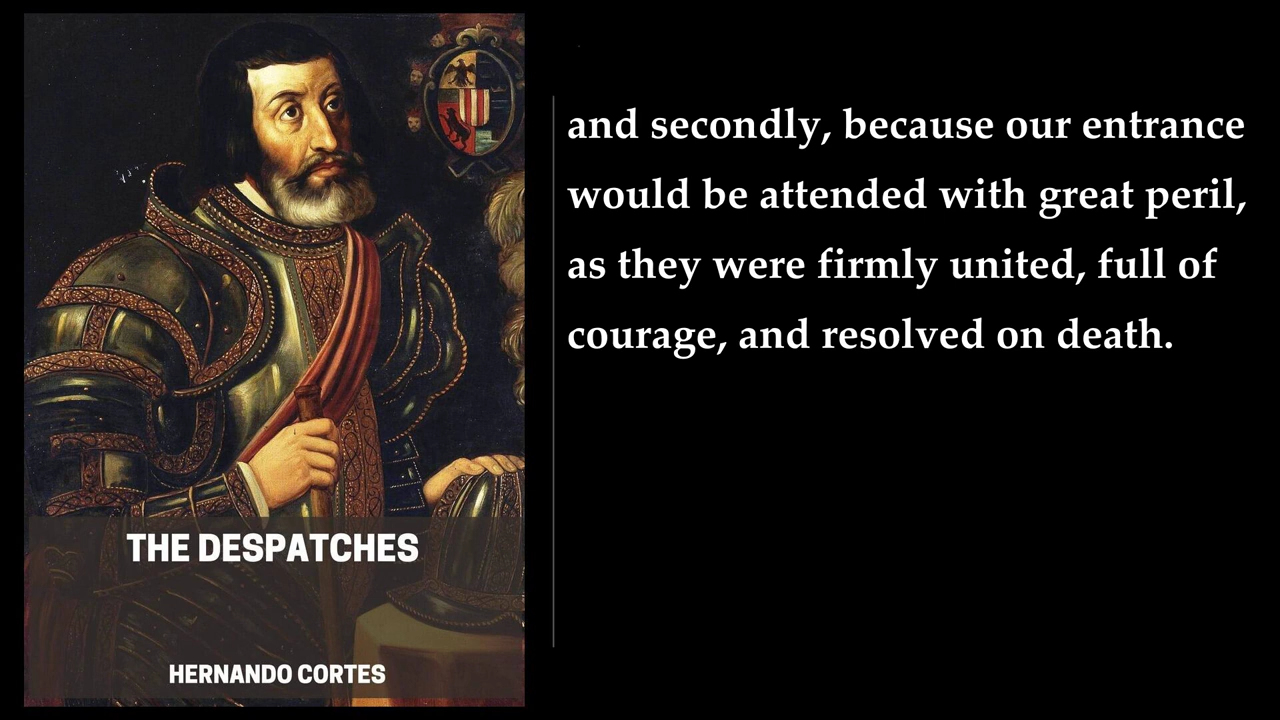 THE DESPATCHES
HERNANDO CORTES
and secondly, because our entrance
would be attended with great peril,
as they were firmly united, full of
courage, and resolved on death.